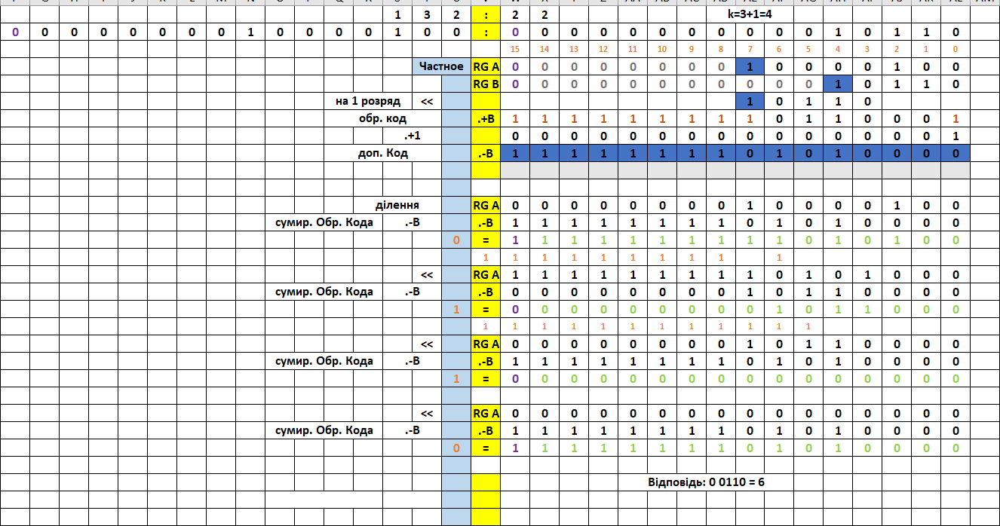 1 3 2 : 2 2 k=3+1=4
0 0 0 0 0 0 0 0 1 0 0 0 0 1 0 0 : 0 0 0 0 0 0 0 0 0 0 0 1 0 1 1 0
15 14 13 12 11 10 9 8 7 6 5 4 3 2 1 0
Частное RG A 0 0 0 0 0 0 0 0 1 0 0 0 0 1 0 0
RG B 0 0 0 0 0 0 0 0 0 0 0 1 0 1 1 0
на 1 розряд << 1 0 1 1 0
обр. код .+B 1 1 1 1 1 1 1 1 1 0 1 1 0 0 0 1
.+1 0 0 0 0 0 0 0 0 0 0 0 0 0 0 0 1
доп. Код .-B 1 1 1 1 1 1 1 1 0 1 0 1 0 0 0 0
ділення RG A 0 0 0 0 0 0 0 0 1 0 0 0 0 1 0 0
сумир. Обр. Кода .-B .-B 1 1 1 1 1 1 1 1 0 1 0 1 0 0 0 0
0 = 1 1 1 1 1 1 1 1 1 1 0 1 0 1 0 0
1 1 1 1 1 1 1 1 1 1
<< RG A 1 1 1 1 1 1 1 1 1 0 1 0 1 0 0 0
сумир. Обр. Кода .-B .-B 0 0 0 0 0 0 0 0 1 0 1 1 0 0 0 0
1 = 0 0 0 0 0 0 0 0 0 1 0 1 1 0 0 0
1 1 1 1 1 1 1 1 1 1 1 1
<< RG A 0 0 0 0 0 0 0 0 1 0 1 1 0 0 0 0
сумир. Обр. Кода .-B .-B 1 1 1 1 1 1 1 1 0 1 0 1 0 0 0 0
1 = 0 0 0 0 0 0 0 0 0 0 0 0 0 0 0 0
<< RG A 0 0 0 0 0 0 0 0 0 0 0 0 0 0 0 0
сумир. Обр. Кода .-B .-B 1 1 1 1 1 1 1 1 0 1 0 1 0 0 0 0
0 = 1 1 1 1 1 1 1 1 0 1 0 1 0 0 0 0
Відповідь: 0 0110 = 6